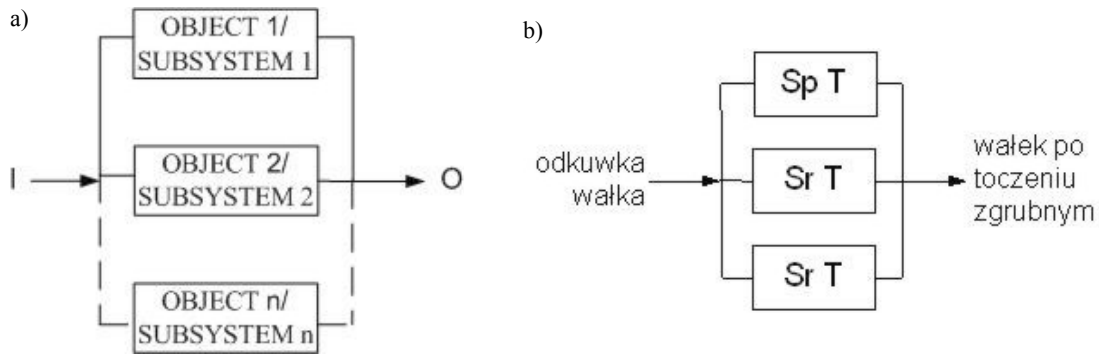 a)
OBJECT 1/
SUBSYSTEM 1
I
OBJECT 2/
SUBSYSTEM 2
O
OBJECT n/
SUBSYSTEM n
b)
Sp T
odkuwka
wałka
Sr T
wałek po
toczeniu
zgrubnym
Sr T